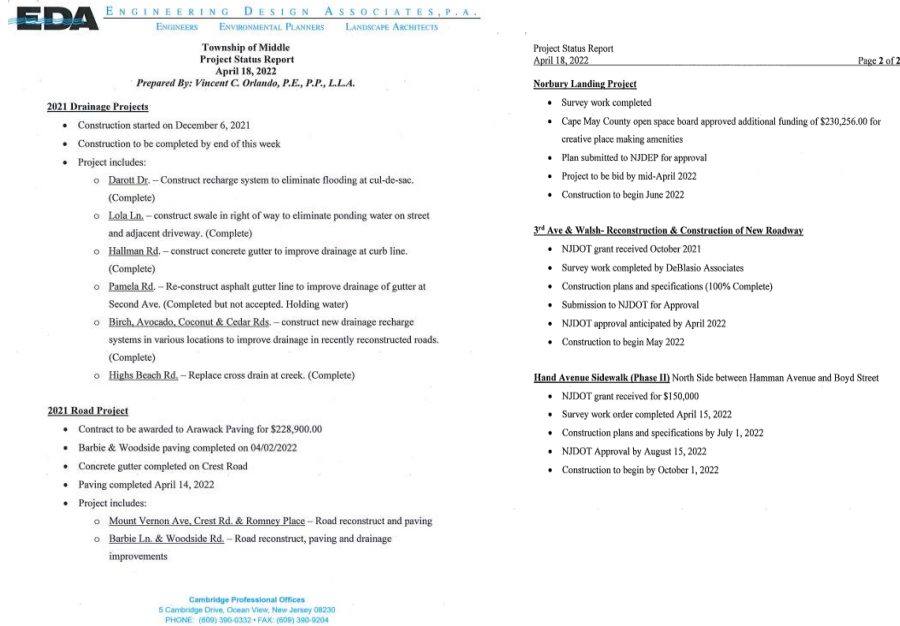 EDA ENGINEERING DESIGN ASSOCIATES, P.A.
ENGINEERS ENVIRONMENTAL PLANNERS LANDSCAPE ARCHITECTS
Township of Middle
Project Status Report
April 18, 2022
Prepared By: Vincent C. Orlando, P.E., P.P., L.L.A.
2021 Drainage Projects
• Construction started on December 6, 2021
• Construction to be completed by end of this week
• Project includes:
o Darott Dr. – Construct recharge system to eliminate flooding at cul-de-sac.
(Complete)
o Lola Ln. – construct swale in right of way to eliminate ponding water on street
and adjacent driveway. (Complete)
o Hallman Rd. – construct concrete gutter to improve drainage at curb line.
(Complete)
o Pamela Rd. – Re-construct asphalt gutter line to improve drainage of gutter at
Second Ave. (Completed but not accepted. Holding water)
o Birch, Avocado, Coconut & Cedar Rds. – construct new drainage recharge
systems in various locations to improve drainage in recently reconstructed roads.
(Complete)
o Highs Beach Rd. – Replace cross drain at creek. (Complete)
2021 Road Project
• Contract to be awarded to Arawack Paving for $228,900.00
• Barbie & Woodside paving completed on 04/02/2022
• Concrete gutter completed on Crest Road
• Paving completed April 14, 2022
• Project includes:
o Mount Vernon Ave, Crest Rd. & Romney Place – Road reconstruct and paving
o Barbie Ln. & Woodside Rd. – Road reconstruct, paving and drainage
improvements
Cambridge Professional Offices
5 Cambridge Drive, Ocean View, New Jersey 08230
PHONE: (609) 390-0332 • FAX: (609) 390-9204
Project Status Report
April 18, 2022 Page 2 of 2
Norbury Landing Project
• Survey work completed
• Cape May County open space board approved additional funding of $230,256.00 for
creative place making amenities
• Plan submitted to NJDEP for approval
• Project to be bid by mid-April 2022
• Construction to begin June 2022
3rd Ave & Walsh- Reconstruction & Construction of New Roadway
• NJDOT grant received October 2021
• Survey work completed by DeBlasio Associates
• Construction plans and specifications (100% Complete)
• Submission to NJDOT for Approval
• NJDOT approval anticipated by April 2022
• Construction to begin May 2022
Hand Avenue Sidewalk (Phase II) North Side between Hamman Avenue and Boyd Street
• NJDOT grant received for $150,000
• Survey work order completed April 15, 2022
• Construction plans and specifications by July 1, 2022
• NJDOT Approval by August 15, 2022
• Construction to begin by October 1, 2022